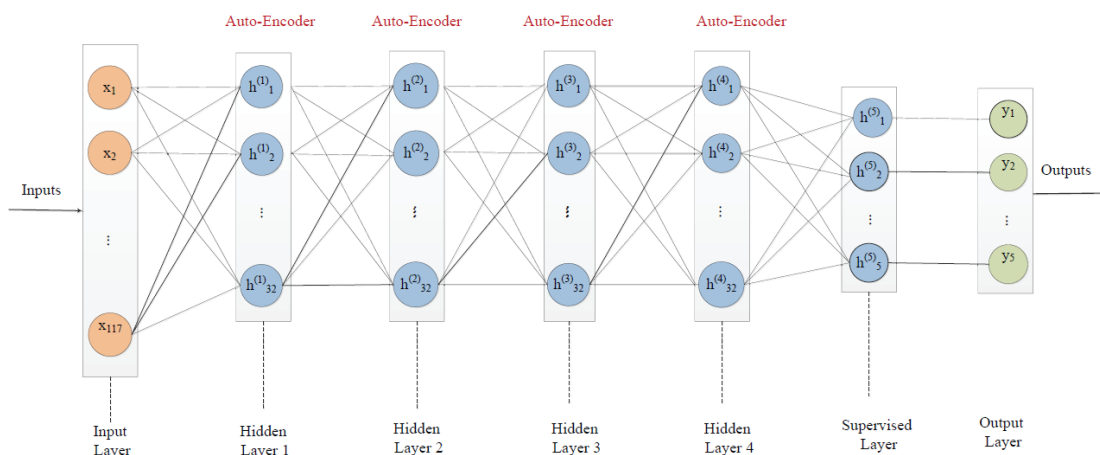 Auto-Encoder Auto-Encoder Auto-Encoder Auto-Encoder
x₁ h⁽¹⁾₁ h⁽²⁾₁ h⁽³⁾₁ h⁽⁴⁾₁ h⁽⁵⁾₁ y₁
x₂ h⁽¹⁾₂ h⁽²⁾₂ h⁽³⁾₂ h⁽⁴⁾₂ h⁽⁵⁾₂ y₂
Inputs Outputs
... ... ... ... ... ... ...
x₁₁₇ h⁽¹⁾₃₂ h⁽²⁾₃₂ h⁽³⁾₃₂ h⁽⁴⁾₃₂ h⁽⁵⁾₅ y₅
Input Layer
Hidden Layer 1
Hidden Layer 2
Hidden Layer 3
Hidden Layer 4
Supervised Layer
Output Layer